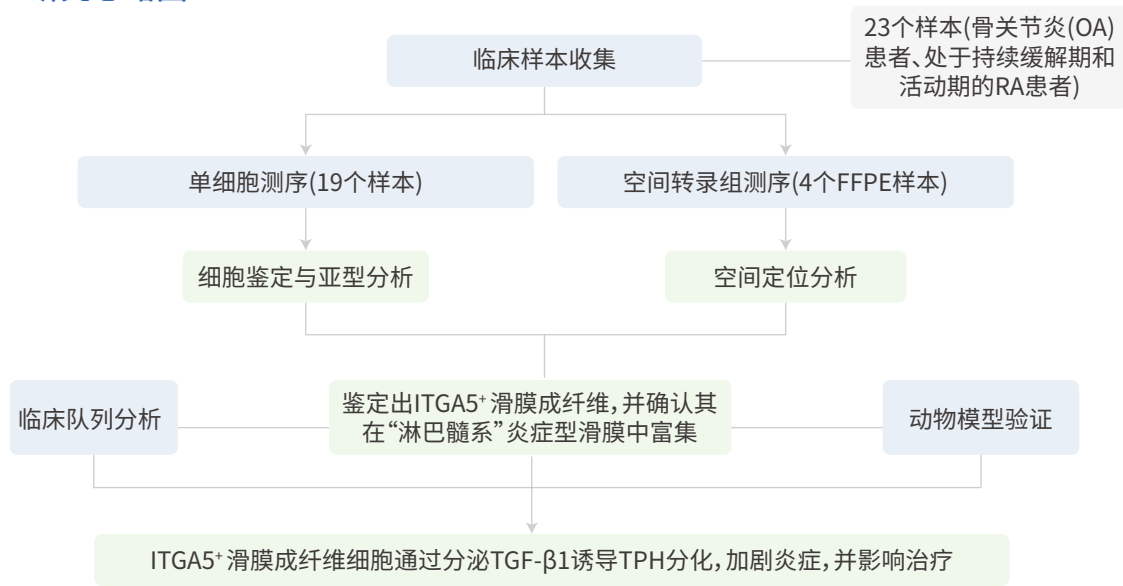 临床样本收集
23个样本(骨关节炎(OA)
患者、处于持续缓解期和
活动期的RA患者)
单细胞测序(19个样本)
空间转录组测序(4个FFPE样本)
细胞鉴定与亚型分析
空间定位分析
临床队列分析
鉴定出ITGA5⁺ 滑膜成纤维,并确认其
在“淋巴髓系”炎症型滑膜中富集
动物模型验证
ITGA5⁺ 滑膜成纤维细胞通过分泌TGF-β1诱导TPH分化,加剧炎症,并影响治疗